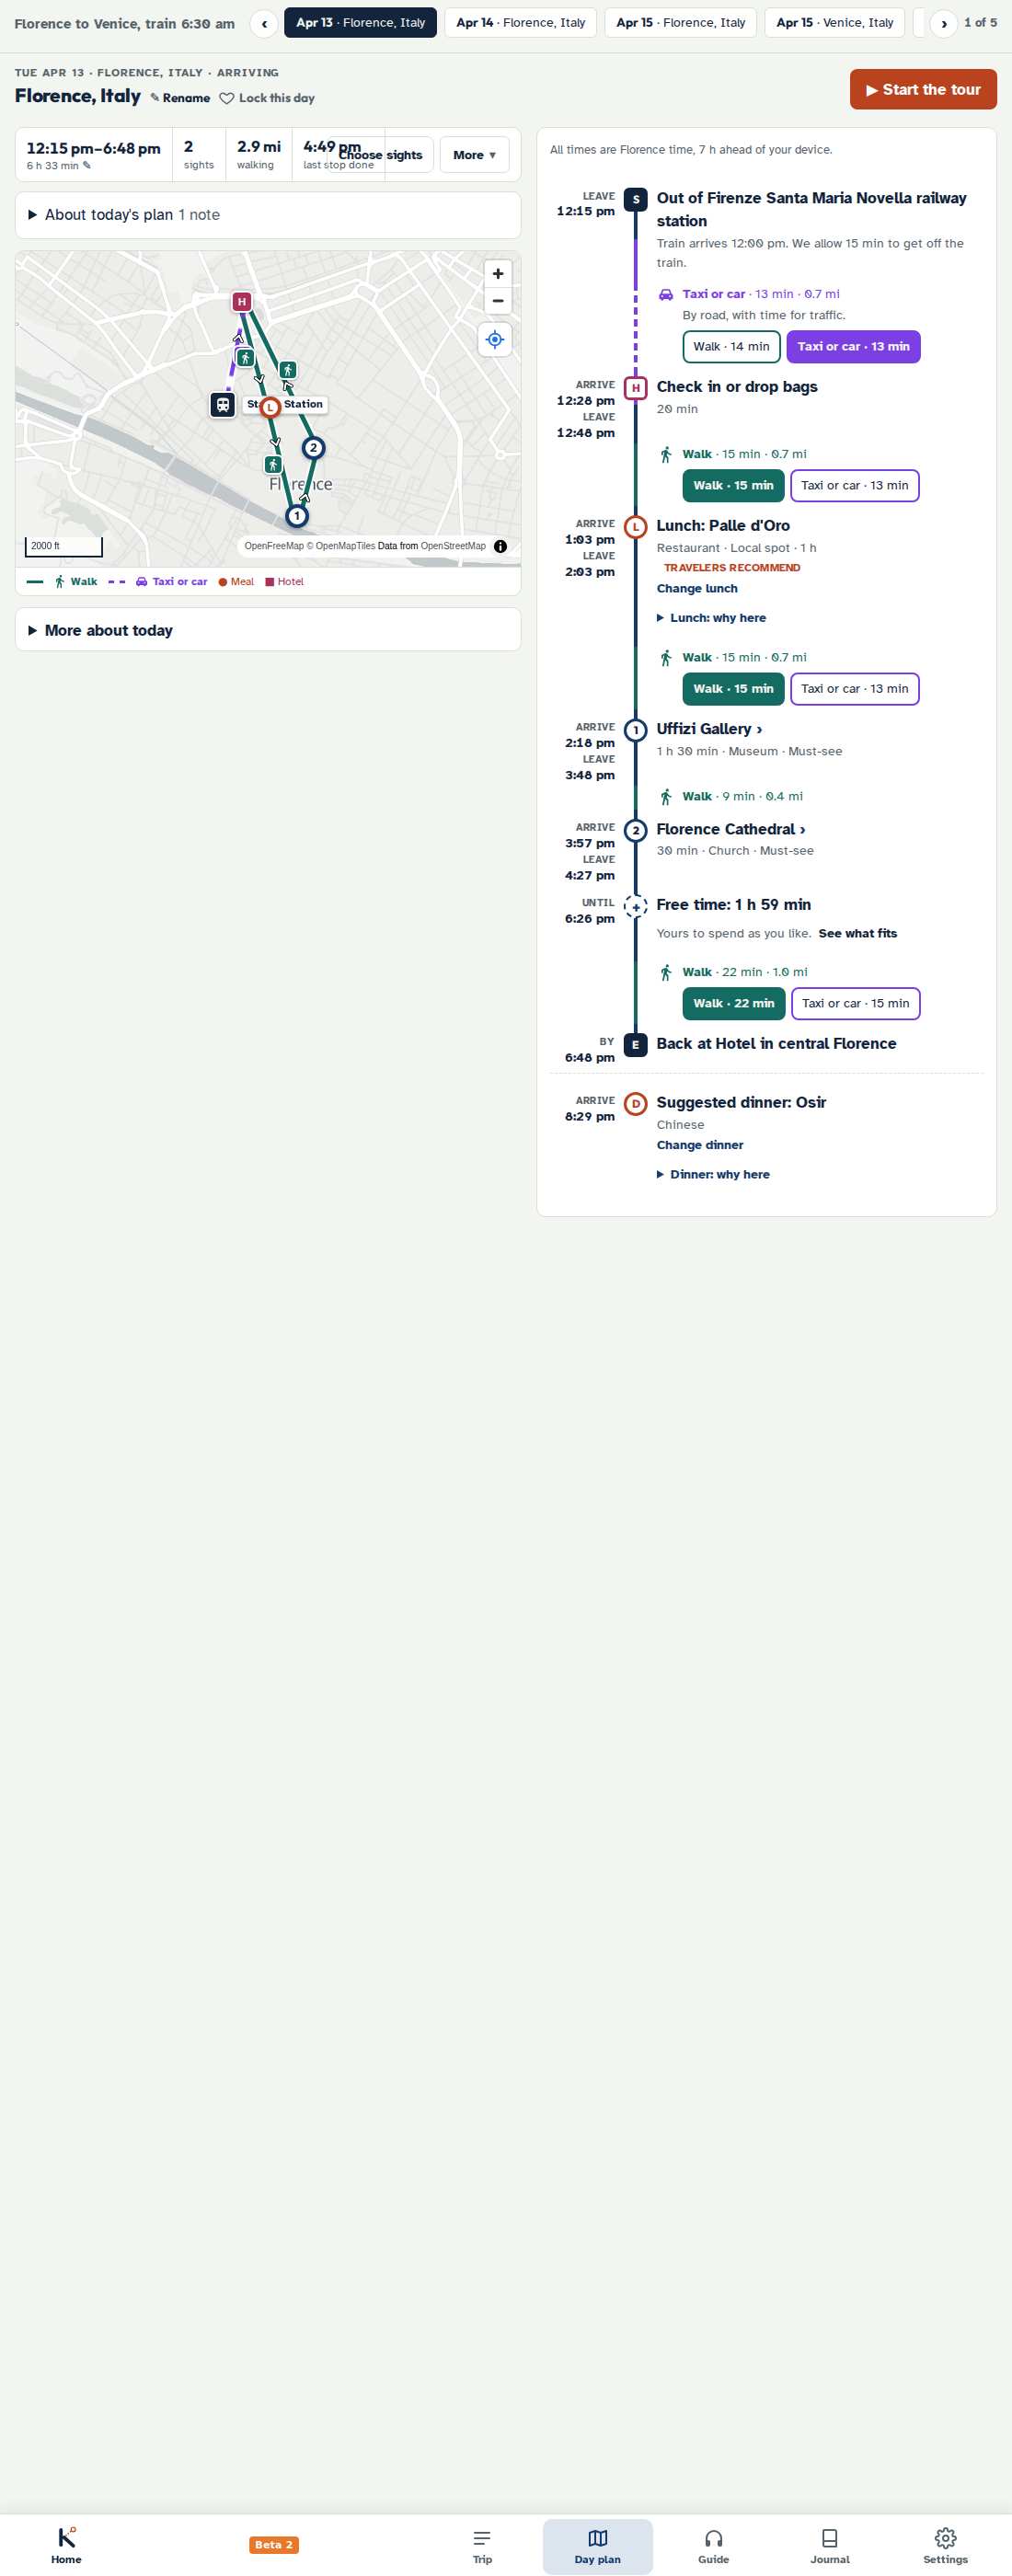 Florence to Venice, train 6:30 am
‹
Apr 13 · Florence, Italy
Apr 14 · Florence, Italy
Apr 15 · Florence, Italy
Apr 15 · Venice, Italy
›
1 of 5
TUE APR 13 · FLORENCE, ITALY · ARRIVING
Florence, Italy ✎ Rename Lock this day
▶ Start the tour
12:15 pm–6:48 pm
6 h 33 min ✎
2
sights
2.9 mi
walking
4:49 pm
last stop done
Choose sights
More ▾
▶ About today's plan 1 note
H
+
−
L
Station
2
Florence
1
2000 ft
OpenFreeMap © OpenMapTiles Data from OpenStreetMap
Walk
Taxi or car
Meal
Hotel
▶ More about today
All times are Florence time, 7 h ahead of your device.
LEAVE
12:15 pm
S
Out of Firenze Santa Maria Novella railway
station
Train arrives 12:00 pm. We allow 15 min to get off the
train.
Taxi or car · 13 min · 0.7 mi
By road, with time for traffic.
Walk · 14 min
Taxi or car · 13 min
ARRIVE
12:28 pm
LEAVE
12:48 pm
H
Check in or drop bags
20 min
Walk · 15 min · 0.7 mi
Walk · 15 min
Taxi or car · 13 min
ARRIVE
1:03 pm
LEAVE
2:03 pm
L
Lunch: Palle d'Oro
Restaurant · Local spot · 1 h
TRAVELERS RECOMMEND
Change lunch
▶ Lunch: why here
Walk · 15 min · 0.7 mi
Walk · 15 min
Taxi or car · 13 min
ARRIVE
2:18 pm
LEAVE
3:48 pm
1
Uffizi Gallery ›
1 h 30 min · Museum · Must-see
Walk · 9 min · 0.4 mi
ARRIVE
3:57 pm
LEAVE
4:27 pm
2
Florence Cathedral ›
30 min · Church · Must-see
UNTIL
6:26 pm
+
Free time: 1 h 59 min
Yours to spend as you like. See what fits
Walk · 22 min · 1.0 mi
Walk · 22 min
Taxi or car · 15 min
BY
6:48 pm
E
Back at Hotel in central Florence
ARRIVE
8:29 pm
D
Suggested dinner: Osir
Chinese
Change dinner
▶ Dinner: why here
Home
Beta 2
Trip
Day plan
Guide
Journal
Settings